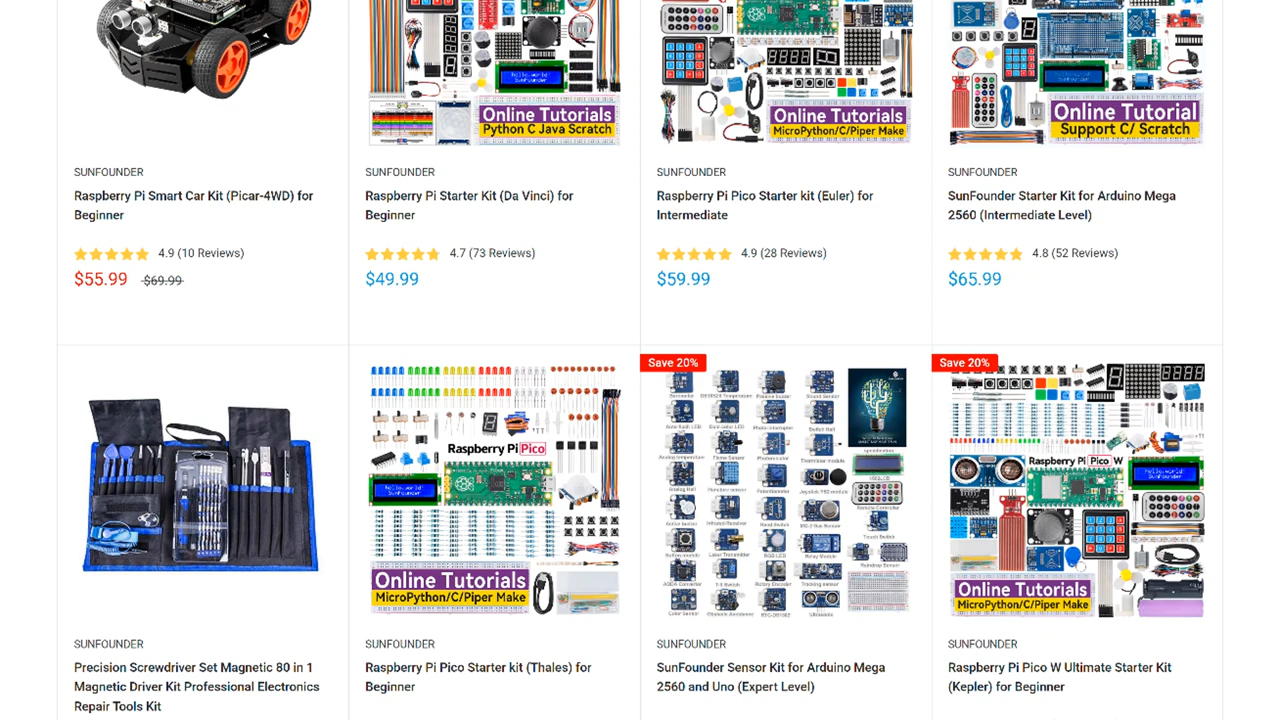 Online Tutorials
Python C Java Scratch
Online Tutorials
MicroPython/C/Piper Make
Online Tutorial
Support C/ Scratch
SUNFOUNDER
Raspberry Pi Smart Car Kit (Picar-4WD) for
Beginner
4.9 (10 Reviews)
$55.99 $69.99
SUNFOUNDER
Raspberry Pi Starter Kit (Da Vinci) for
Beginner
4.7 (73 Reviews)
$49.99
SUNFOUNDER
Raspberry Pi Pico Starter kit (Euler) for
Intermediate
4.9 (28 Reviews)
$59.99
SUNFOUNDER
SunFounder Starter Kit for Arduino Mega
2560 (Intermediate Level)
4.8 (52 Reviews)
$65.99
SUNFOUNDER
Precision Screwdriver Set Magnetic 80 in 1
Magnetic Driver Kit Professional Electronics
Repair Tools Kit
Raspberry Pi Pico
Online Tutorials
MicroPython/C/Piper Make
SUNFOUNDER
Raspberry Pi Pico Starter kit (Thales) for
Beginner
Save 20%
SUNFOUNDER
SunFounder Sensor Kit for Arduino Mega
2560 and Uno (Expert Level)
Save 20%
Raspberry Pi Pico W
Online Tutorials
MicroPython/C/Piper Make
SUNFOUNDER
Raspberry Pi Pico W Ultimate Starter Kit
(Kepler) for Beginner